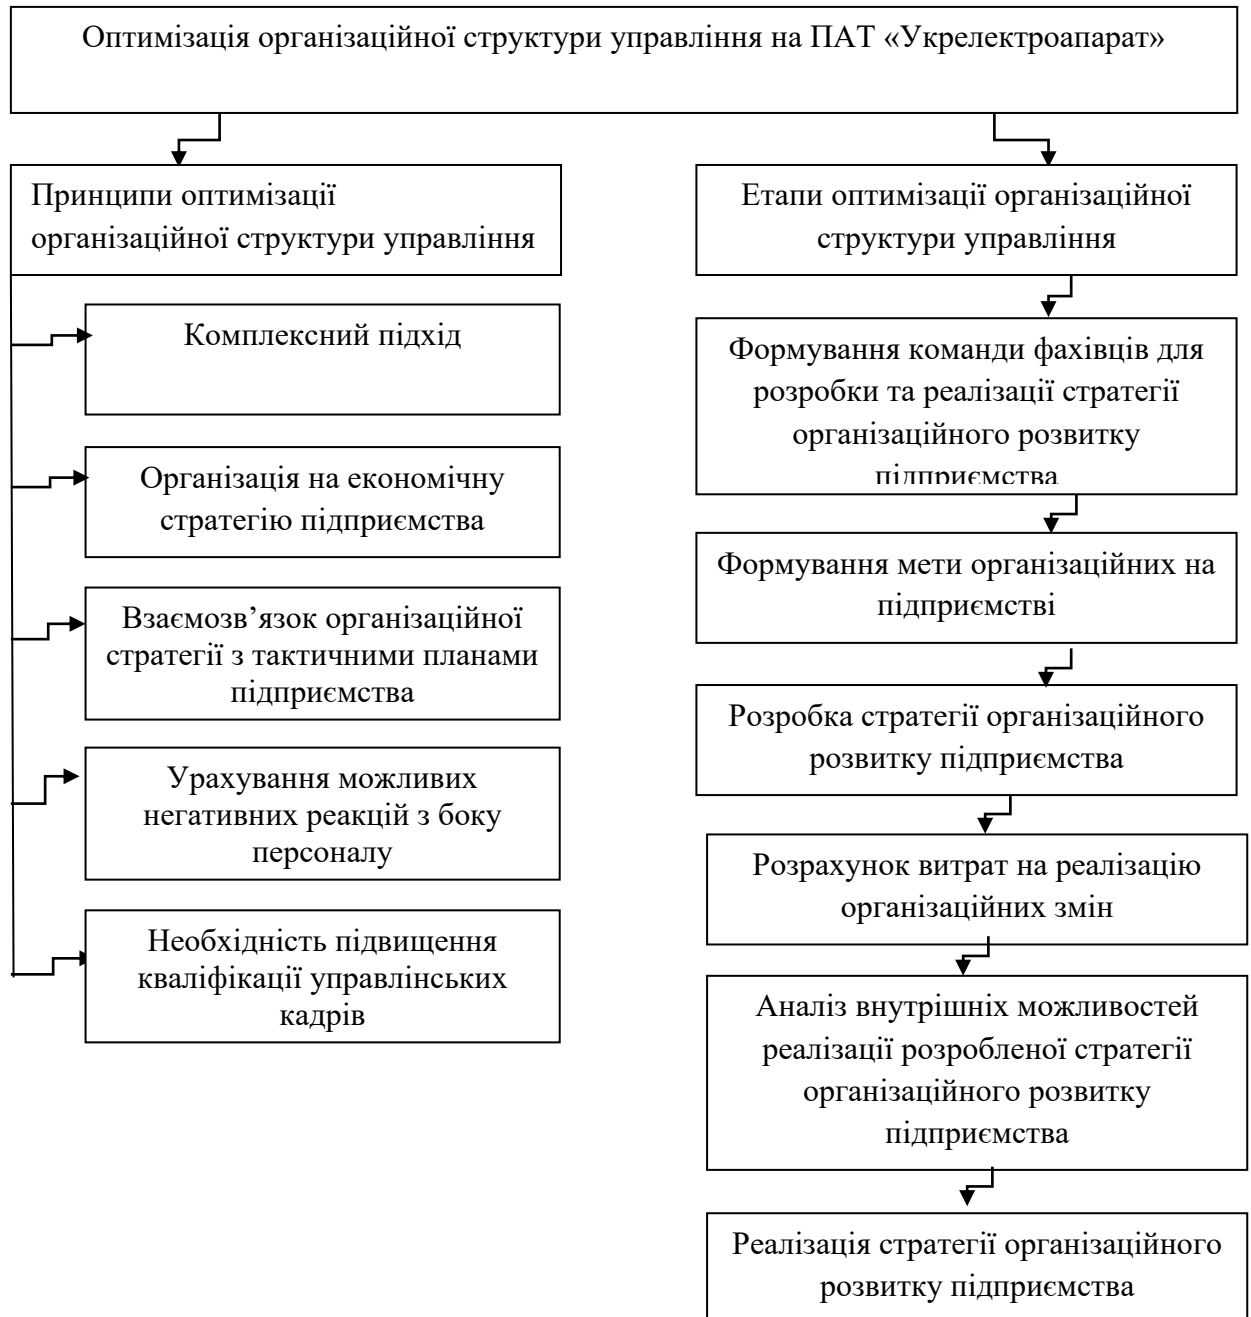 Оптимізація організаційної структури управління на ПАТ «Укрелектроапарат»
Принципи оптимізації
організаційної структури управління
Комплексний підхід
Організація на економічну
стратегію підприємства
Взаємозв’язок організаційної
стратегії з тактичними планами
підприємства
Урахування можливих
негативних реакцій з боку
персоналу
Необхідність підвищення
кваліфікації управлінських
кадрів
Етапи оптимізації організаційної
структури управління
Формування команди фахівців для
розробки та реалізації стратегії
організаційного розвитку
підприємства
Формування мети організаційних на
підприємстві
Розробка стратегії організаційного
розвитку підприємства
Розрахунок витрат на реалізацію
організаційних змін
Аналіз внутрішніх можливостей
реалізації розробленої стратегії
організаційного розвитку
підприємства
Реалізація стратегії організаційного
розвитку підприємства